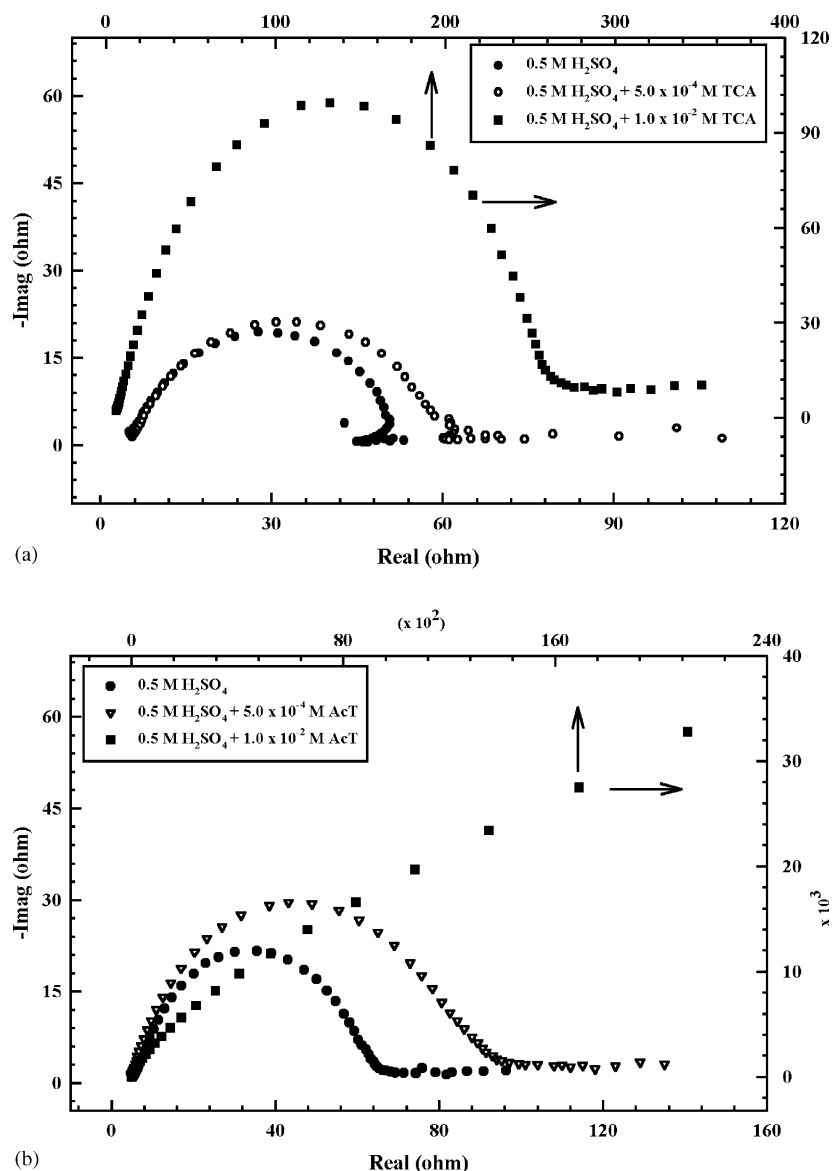 0 100 200 300 400
120
90
60
30
0
60
45
30
15
0
-Imag (ohm)
0.5 M H₂SO₄
0.5 M H₂SO₄ + 5.0 x 10⁻⁴ M TCA
0.5 M H₂SO₄ + 1.0 x 10⁻² M TCA
0 30 60 90 120
(a)
Real (ohm)
(x 10²)
0 80 160 240
40
30
20
10
0
x 10³
60
45
30
15
0
-Imag (ohm)
0.5 M H₂SO₄
0.5 M H₂SO₄ + 5.0 x 10⁻⁴ M AcT
0.5 M H₂SO₄ + 1.0 x 10⁻² M AcT
0 40 80 120 160
(b)
Real (ohm)